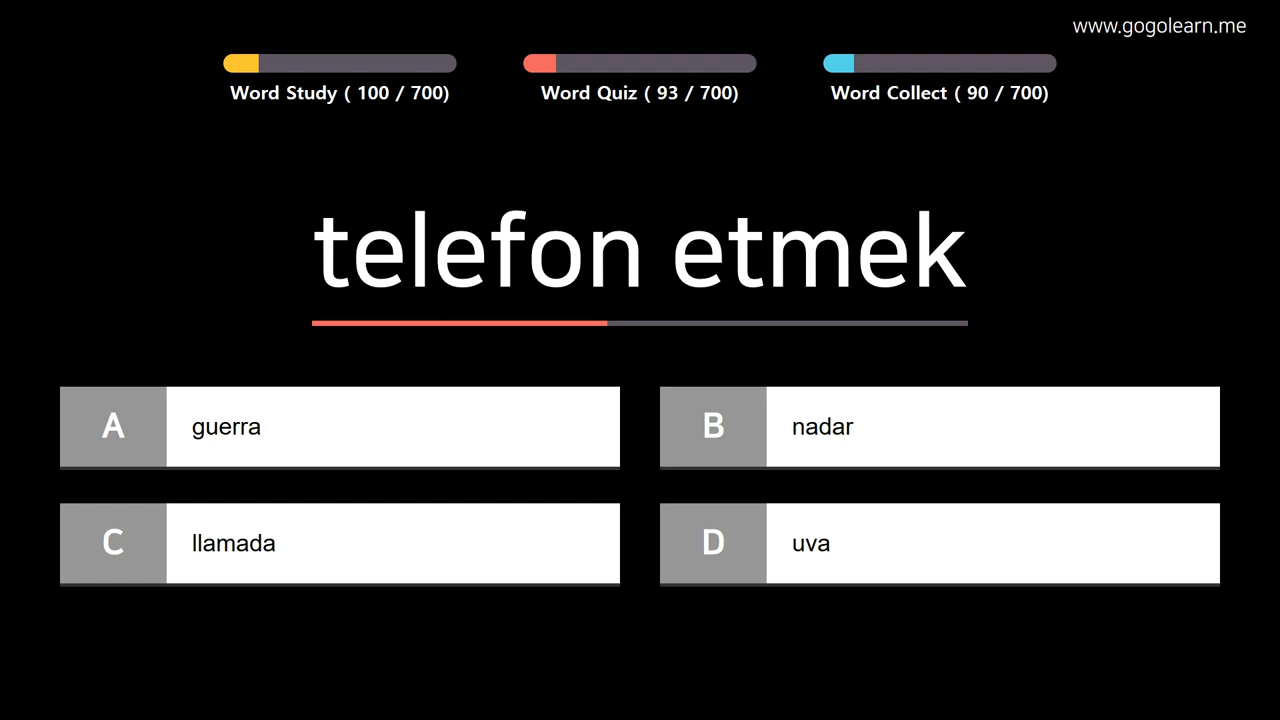 www.gogolearn.me
Word Study ( 100 / 700)
Word Quiz ( 93 / 700)
Word Collect ( 90 / 700)
telefon etmek
A guerra
B nadar
C llamada
D uva